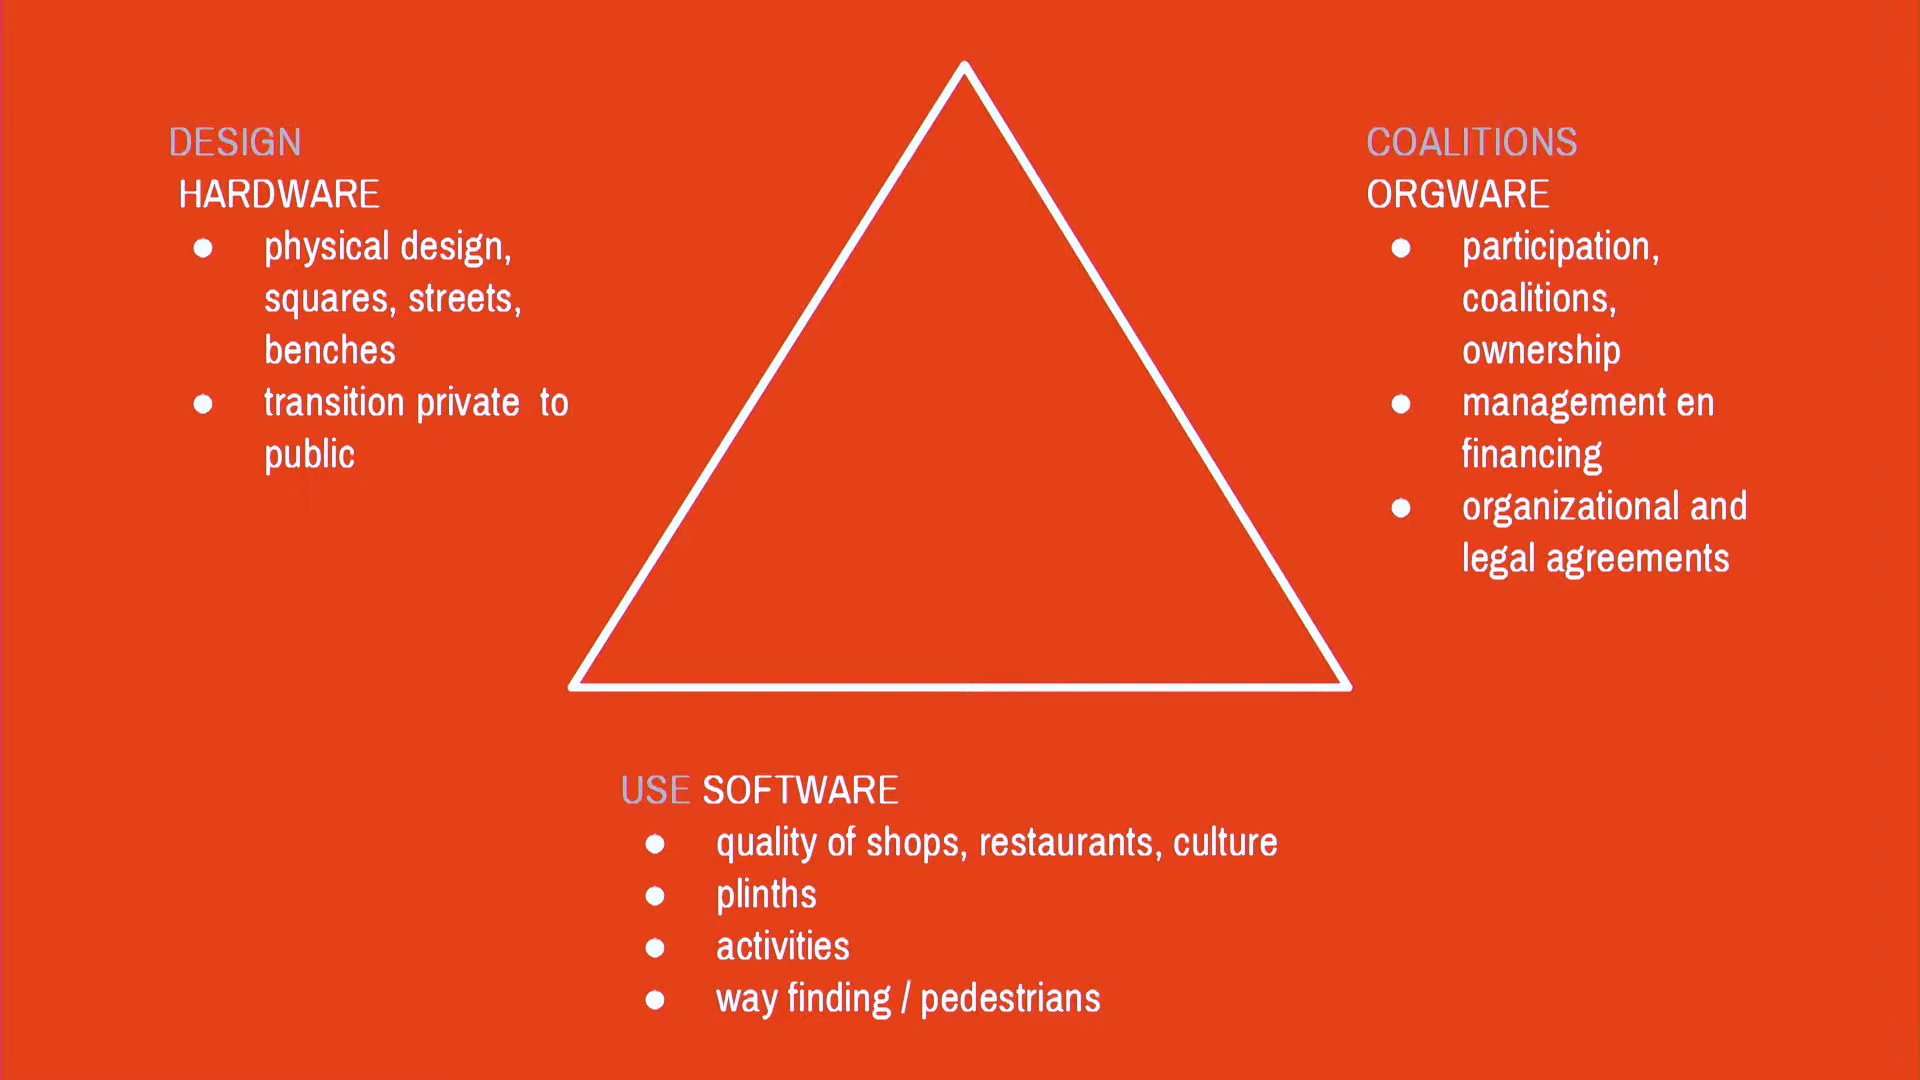 DESIGN
HARDWARE
● physical design,
squares, streets,
benches
● transition private to
public
COALITIONS
ORGWARE
● participation,
coalitions,
ownership
● management en
financing
● organizational and
legal agreements
USE SOFTWARE
● quality of shops, restaurants, culture
● plinths
● activities
● way finding / pedestrians